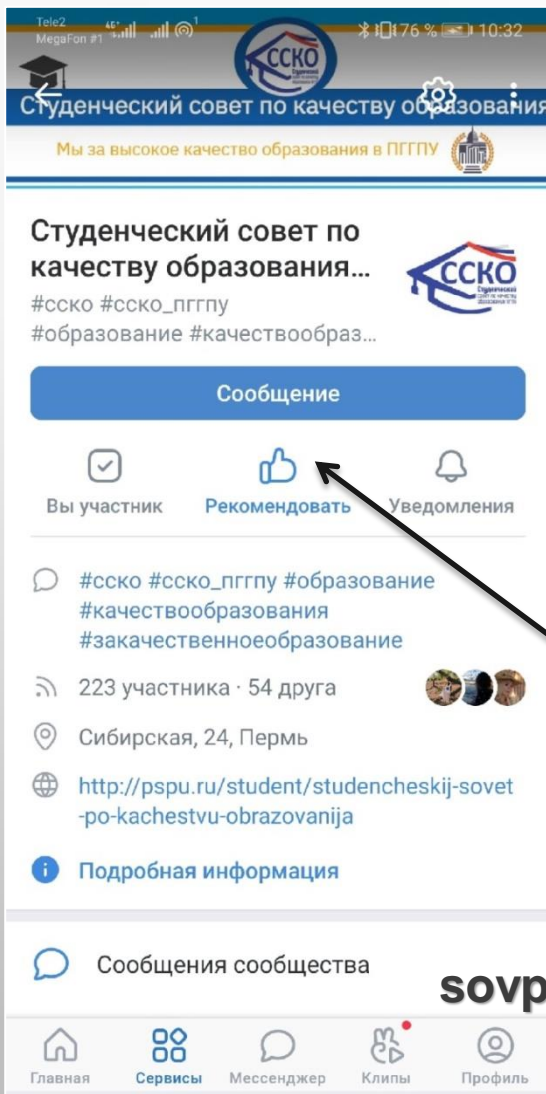 Tele2
MegaFon #1
76 %
10:32
ССКО
Студенческий совет по качеству образования
Мы за высокое качество образования в ПГГПУ
Студенческий совет по
качеству образования...
ССКО
#сско #сско_пггпу
#образование #качествообраз...
Сообщение
Вы участник
Рекомендовать
Уведомления
#сско #сско_пггпу #образование
#качествообразования
#закачественноеобразование
223 участника · 54 друга
Сибирская, 24, Пермь
http://pspu.ru/student/studencheskij-sovet
-po-kachestvu-obrazovanija
Подробная информация
Сообщения сообщества
sovp
Главная
Сервисы
Мессенджер
Клипы
Профиль